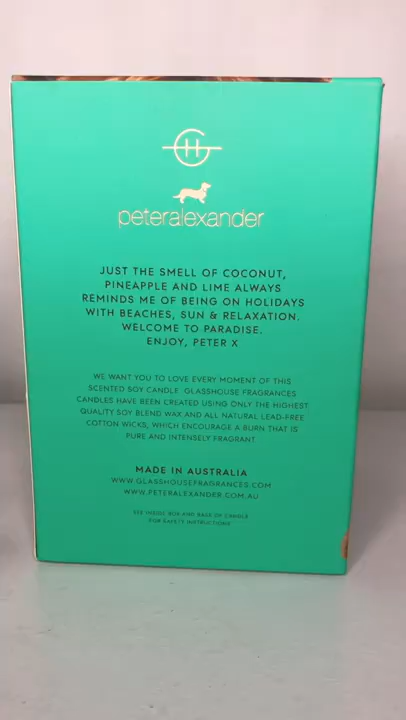 GH
peteralexander
JUST THE SMELL OF COCONUT,
PINEAPPLE AND LIME ALWAYS
REMINDS ME OF BEING ON HOLIDAYS
WITH BEACHES, SUN & RELAXATION.
WELCOME TO PARADISE.
ENJOY, PETER X
WE WANT YOU TO LOVE EVERY MOMENT OF THIS
SCENTED SOY CANDLE. GLASSHOUSE FRAGRANCES
CANDLES HAVE BEEN CREATED USING ONLY THE HIGHEST
QUALITY SOY BLEND WAX AND ALL NATURAL LEAD-FREE
COTTON WICKS, WHICH ENCOURAGE A BURN THAT IS
PURE AND INTENSELY FRAGRANT.
MADE IN AUSTRALIA
WWW.GLASSHOUSEFRAGRANCES.COM
WWW.PETERALEXANDER.COM.AU
SEE INSIDE BOX AND BASE OF CANDLE
FOR SAFETY INSTRUCTIONS